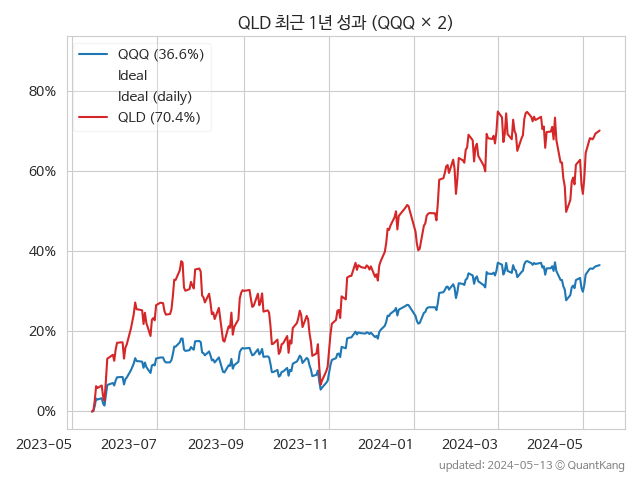 QLD 최근 1년 성과 (QQQ × 2)
QQQ (36.6%)
Ideal
Ideal (daily)
QLD (70.4%)
80%
60%
40%
20%
0%
2023-05 2023-07 2023-09 2023-11 2024-01 2024-03 2024-05
updated: 2024-05-13 © QuantKang